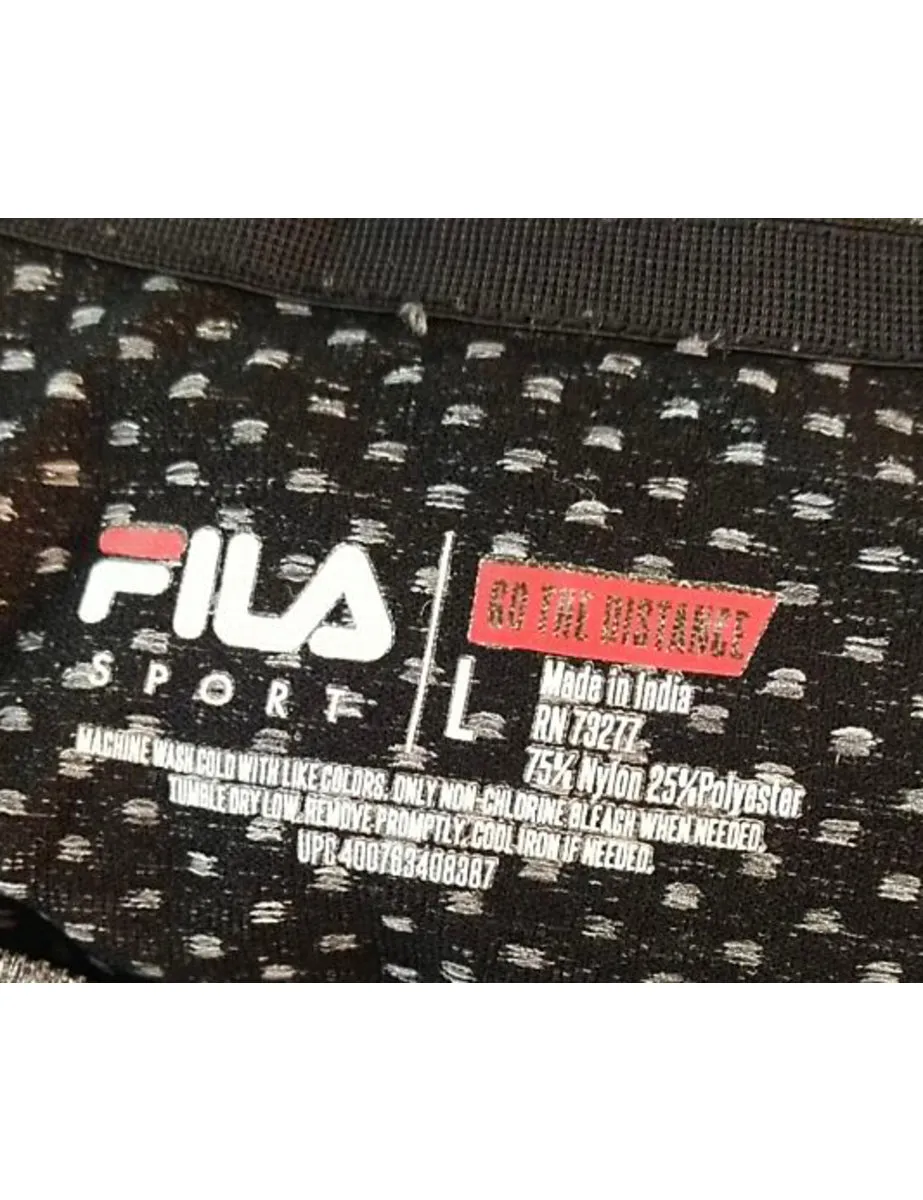 FILA
SPORT
L
GO THE DISTANCE
Made in India
RN 73277
75% Nylon 25%Polyester
MACHINE WASH COLD WITH LIKE COLORS. ONLY NON-CHLORINE BLEACH WHEN NEEDED.
TUMBLE DRY LOW. REMOVE PROMPTLY. COOL IRON IF NEEDED.
UPC 400763408387